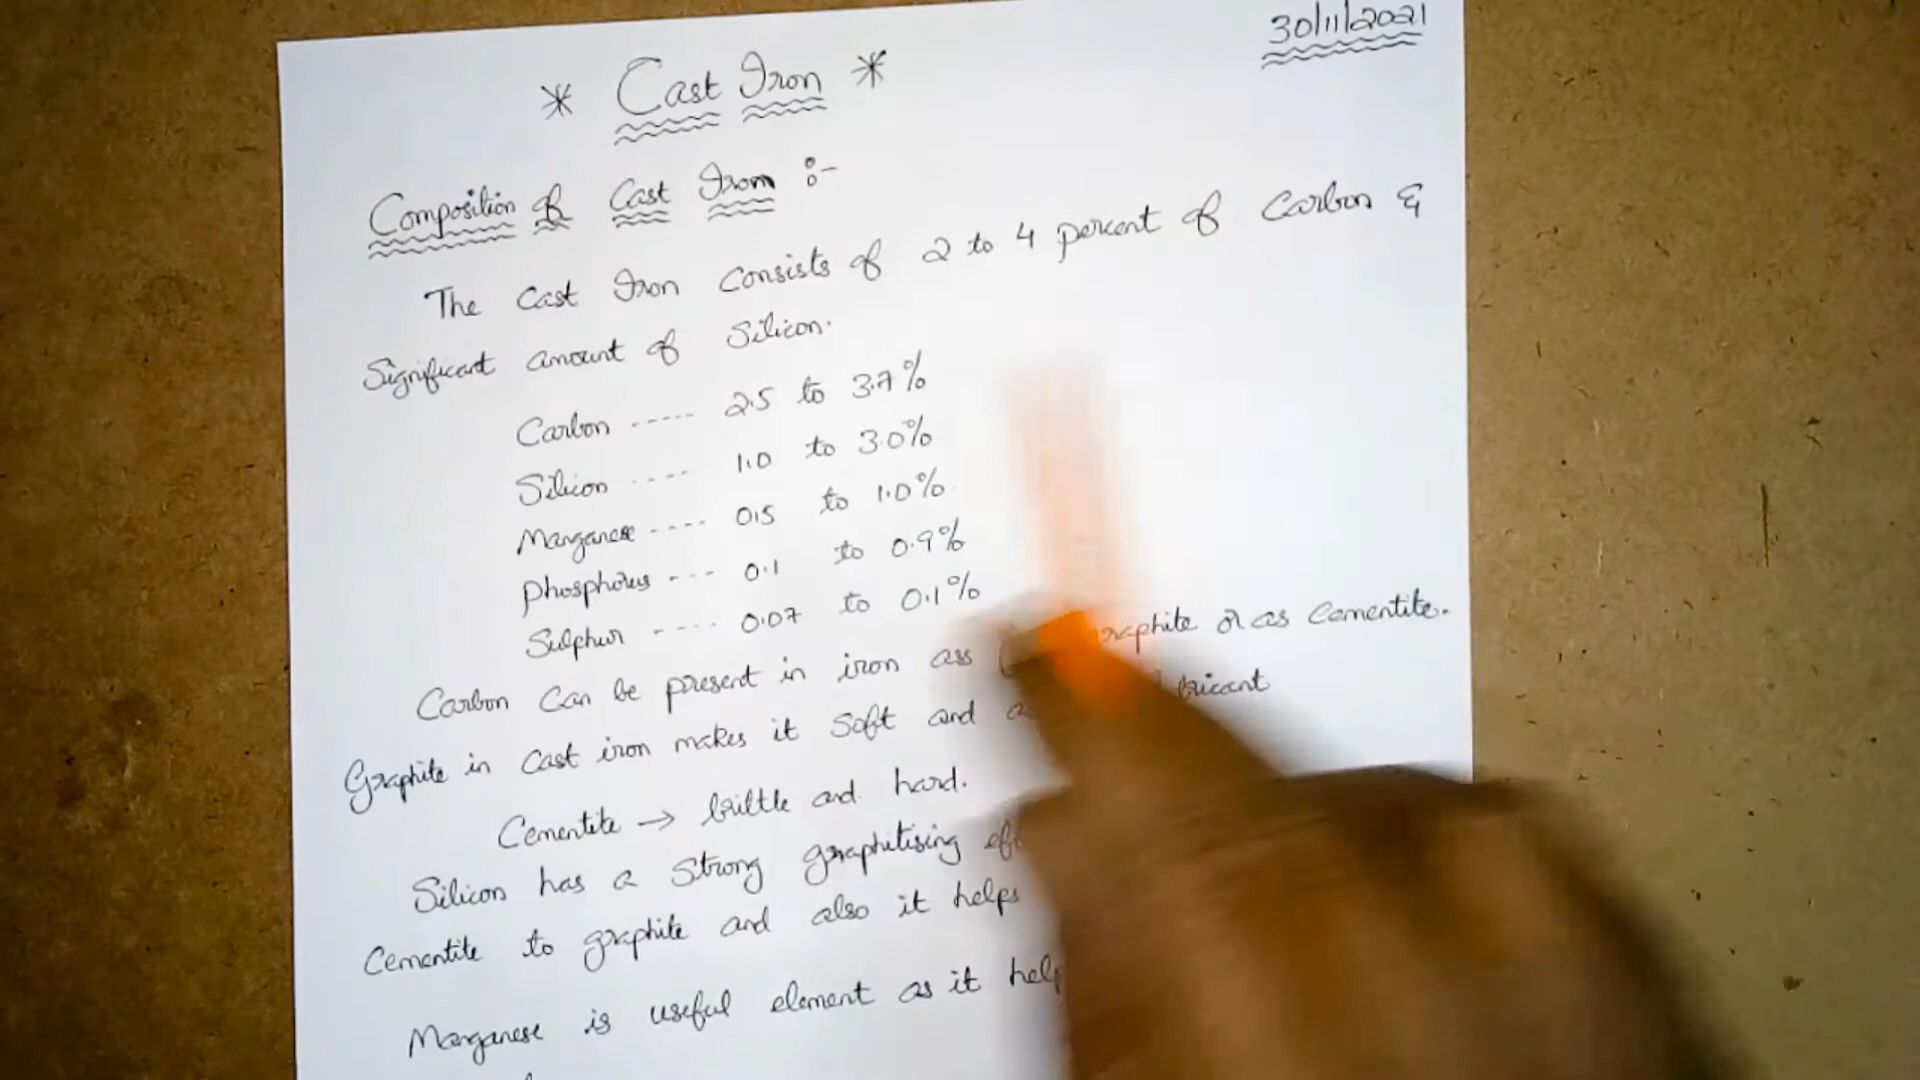 30/11/2021
* Cast Iron *
Composition of Cast Iron :-
The Cast Iron consists of 2 to 4 percent of Carbon &
Significant amount of Silicon.
Carbon ----- 2.5 to 3.7%
Silicon ---- 1.0 to 3.0%
Manganese ---- 0.5 to 1.0%
Phosphorus ---- 0.1 to 0.9%
Sulphur ---- 0.07 to 0.1%
Carbon can be present in iron as graphite or as Cementite.
Graphite in cast iron makes it soft and
Cementite → brittle and hard.
Silicon has a strong graphitising
Cementite to graphite and also it helps
Manganese is useful element as it